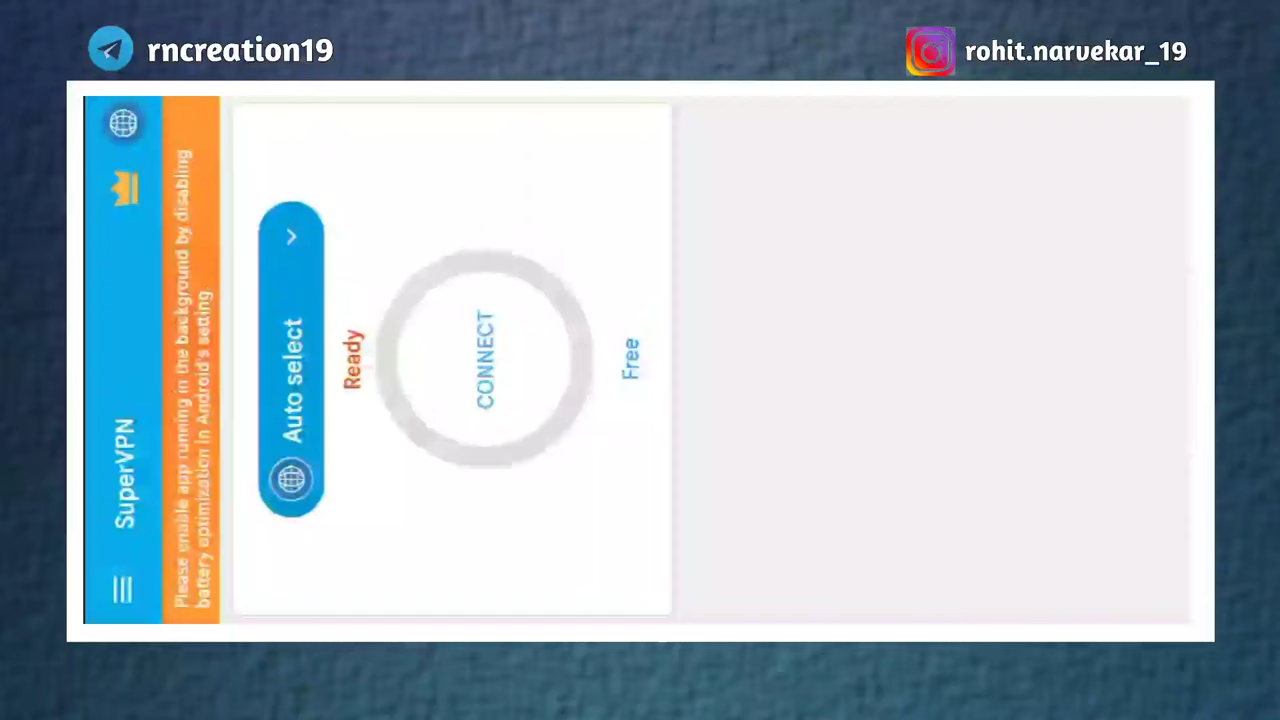 rncreation19
rohit.narvekar_19
SuperVPN
Please enable app running in the background by disabling
battery optimization in Android's setting
Auto select
Ready
CONNECT
Free